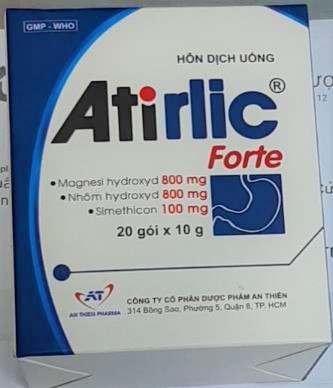 GMP - WHO
HỖN DỊCH UỐNG
Atirlic®
Forte
• Magnesi hydroxyd 800 mg
• Nhôm hydroxyd 800 mg
• Simethicon 100 mg
20 gói x 10 g
AT
AN THIEN PHARMA
CÔNG TY CỔ PHẦN DƯỢC PHẨM AN THIÊN
314 Bông Sao, Phường 5, Quận 8, TP. HCM